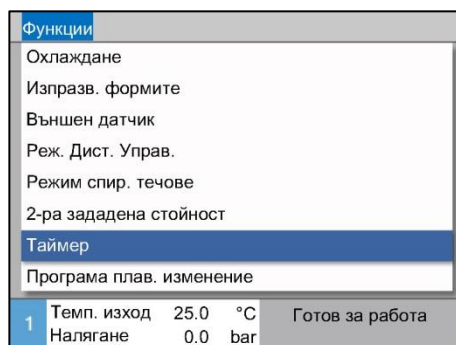 Функции
Охлаждане
Изпразв. формите
Външен датчик
Реж. Дист. Управ.
Режим спир. течове
2-ра зададена стойност
Таймер
Програма плав. изменение
1 Темп. изход 25.0 °C Готов за работа
Налягане 0.0 bar